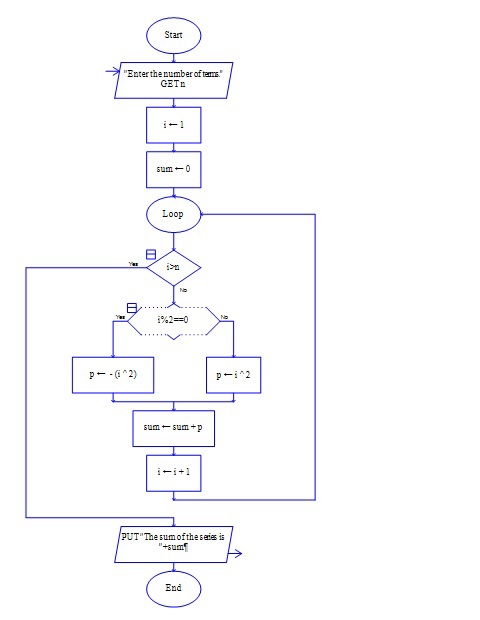 Start
"Enter the number of terms."
GET n
i ← 1
sum ← 0
Loop
Yes
i>n
No
Yes
i%2==0
No
p ← - (i ^ 2)
p ← i ^ 2
sum ← sum + p
i ← i + 1
PUT "The sum of the series is
"+sum¶
End